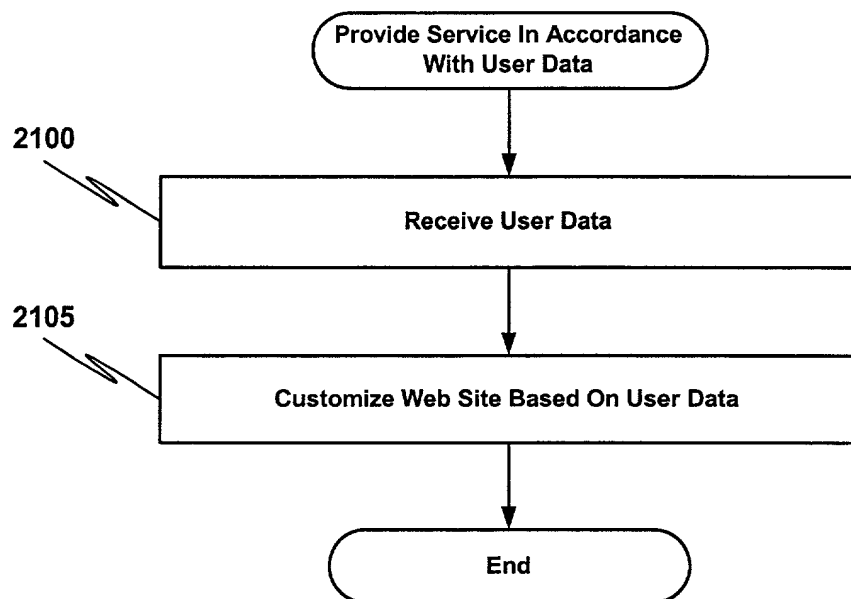 Provide Service In Accordance
With User Data
2100
Receive User Data
2105
Customize Web Site Based On User Data
End